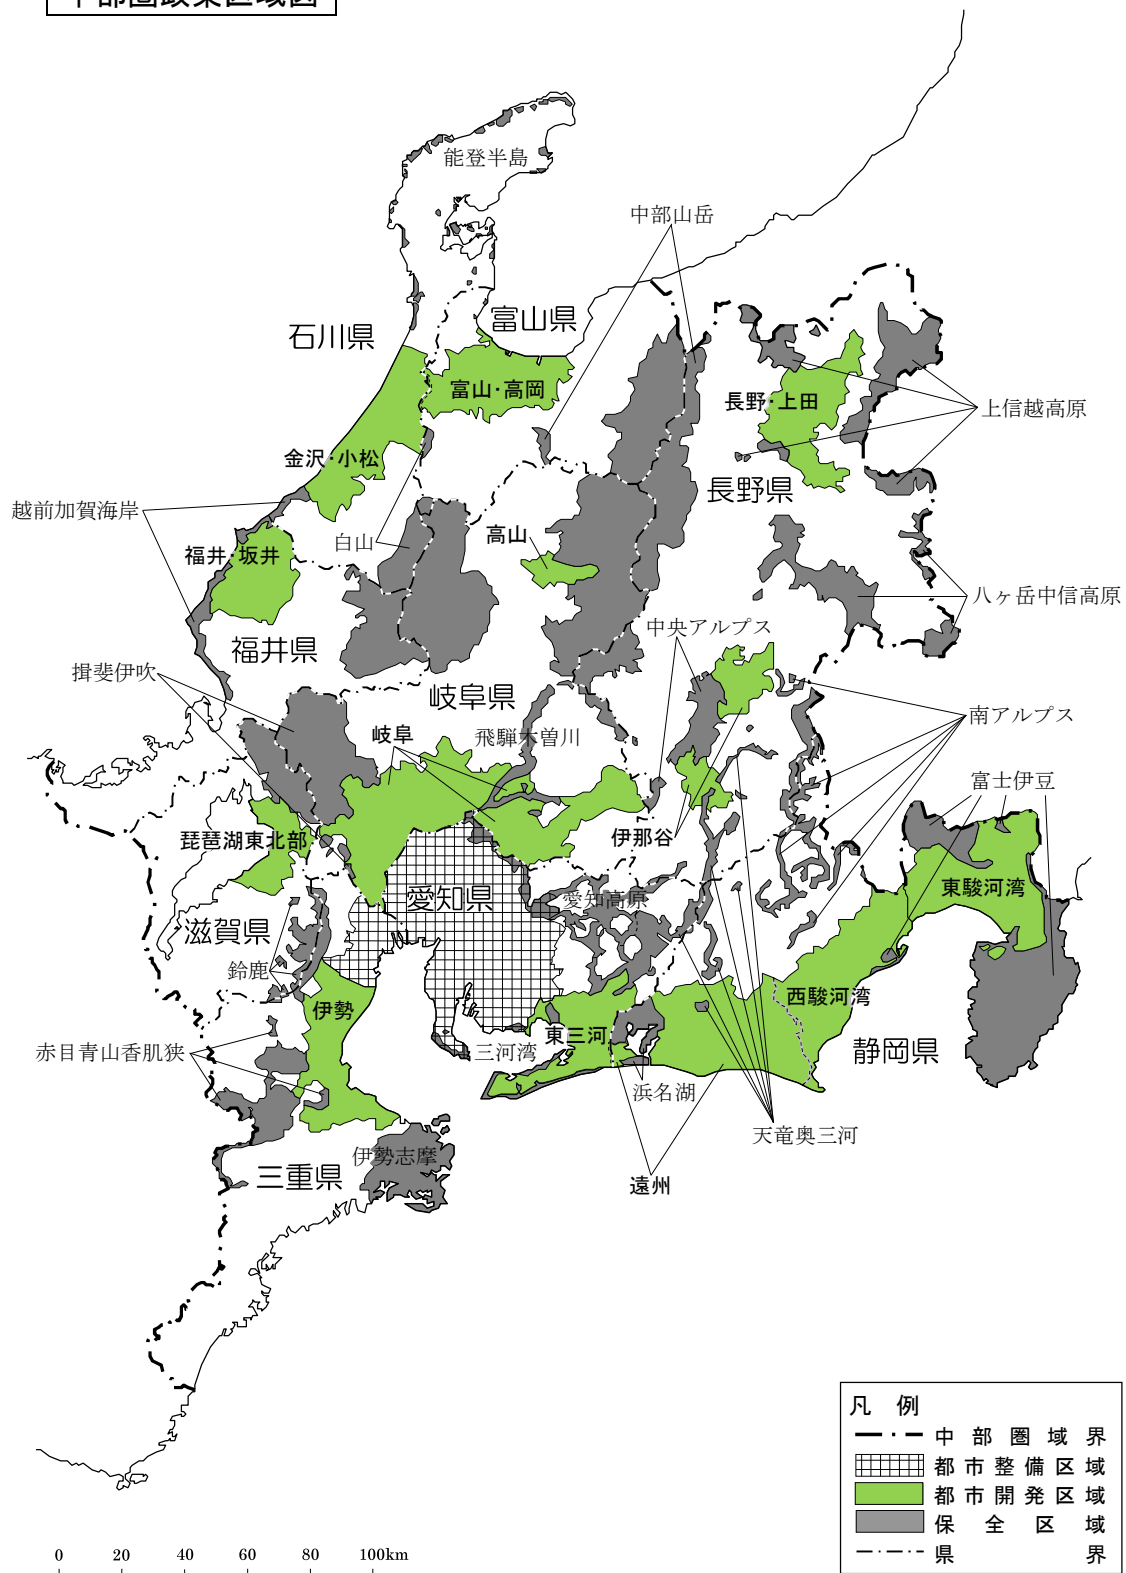 中部圏政策区域図
能登半島
中部山岳
富山県
石川県
富山・高岡
長野・上田
上信越高原
金沢・小松
長野県
越前加賀海岸
白山
高山
福井・坂井
八ヶ岳中信高原
中央アルプス
福井県
揖斐伊吹
岐阜県
南アルプス
岐阜
飛騨木曽川
富士伊豆
琵琶湖東北部
伊那谷
東駿河湾
愛知県
愛知高原
滋賀県
鈴鹿
西駿河湾
伊勢
東三河
三河湾
静岡県
赤目青山香肌狭
浜名湖
天竜奥三河
伊勢志摩
三重県
遠州
凡 例
中部圏域界
都市整備区域
都市開発区域
保全区域
県界
0 20 40 60 80 100km